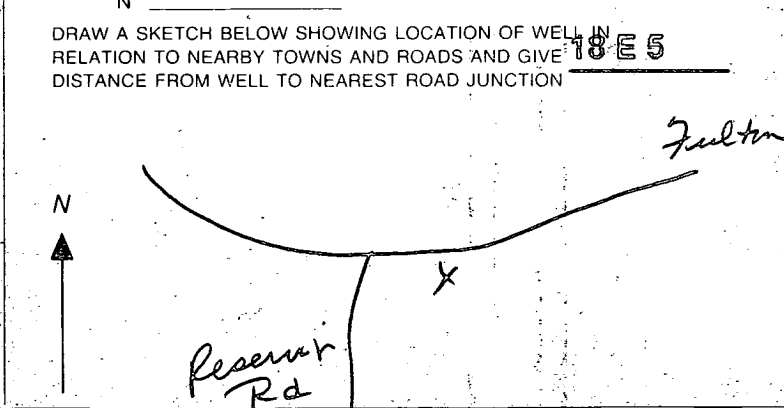 N
DRAW A SKETCH BELOW SHOWING LOCATION OF WELL IN
RELATION TO NEARBY TOWNS AND ROADS AND GIVE 18 E 5
DISTANCE FROM WELL TO NEAREST ROAD JUNCTION
Fulton
N
X
Reservoir
Rd